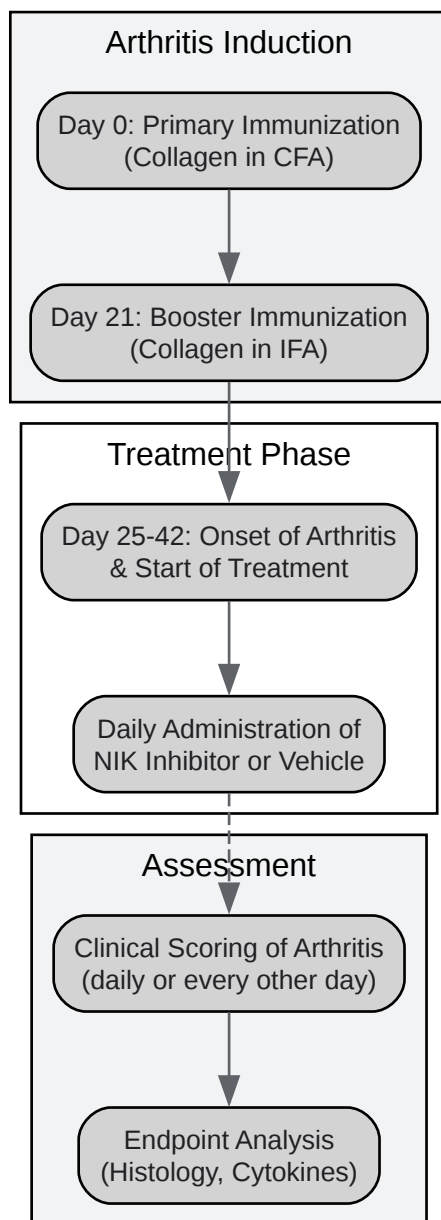 Arthritis Induction
Day 0: Primary Immunization
(Collagen in CFA)
Day 21: Booster Immunization
(Collagen in IFA)
Treatment Phase
Day 25-42: Onset of Arthritis
& Start of Treatment
Daily Administration of
NIK Inhibitor or Vehicle
Assessment
Clinical Scoring of Arthritis
(daily or every other day)
Endpoint Analysis
(Histology, Cytokines)